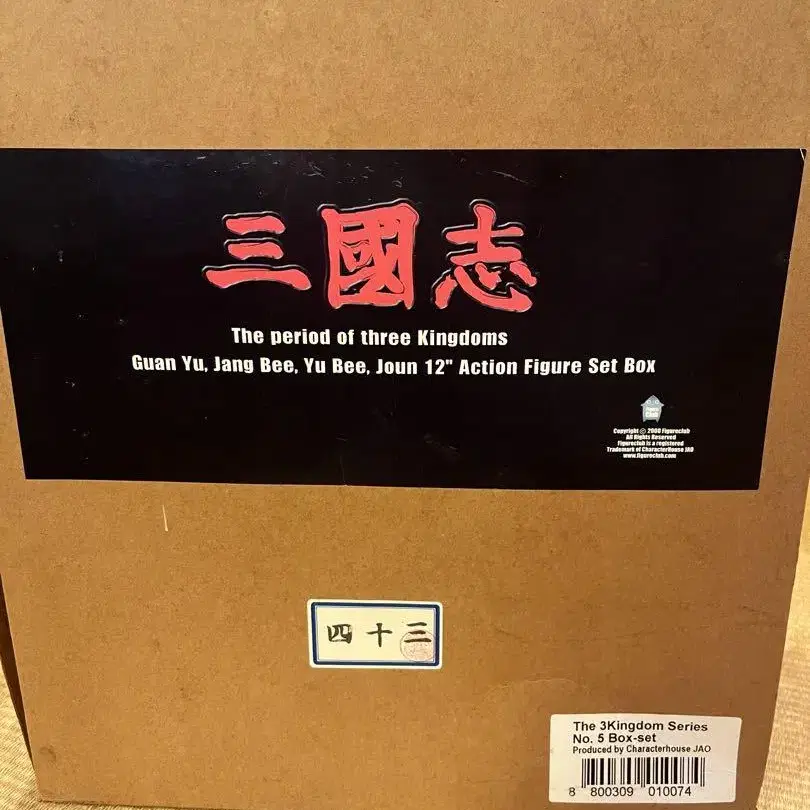 三國志
The period of three Kingdoms
Guan Yu, Jang Bee, Yu Bee, Joun 12" Action Figure Set Box
Copyright ⓒ 2000 Figureclub
All Rights Reserved
Figureclub is a registered
Trademark of CharacterHouse JAO
www.figureclub.com
四十三
The 3Kingdom Series
No. 5 Box-set
Produced by Characterhouse JAO
8 800309 010074